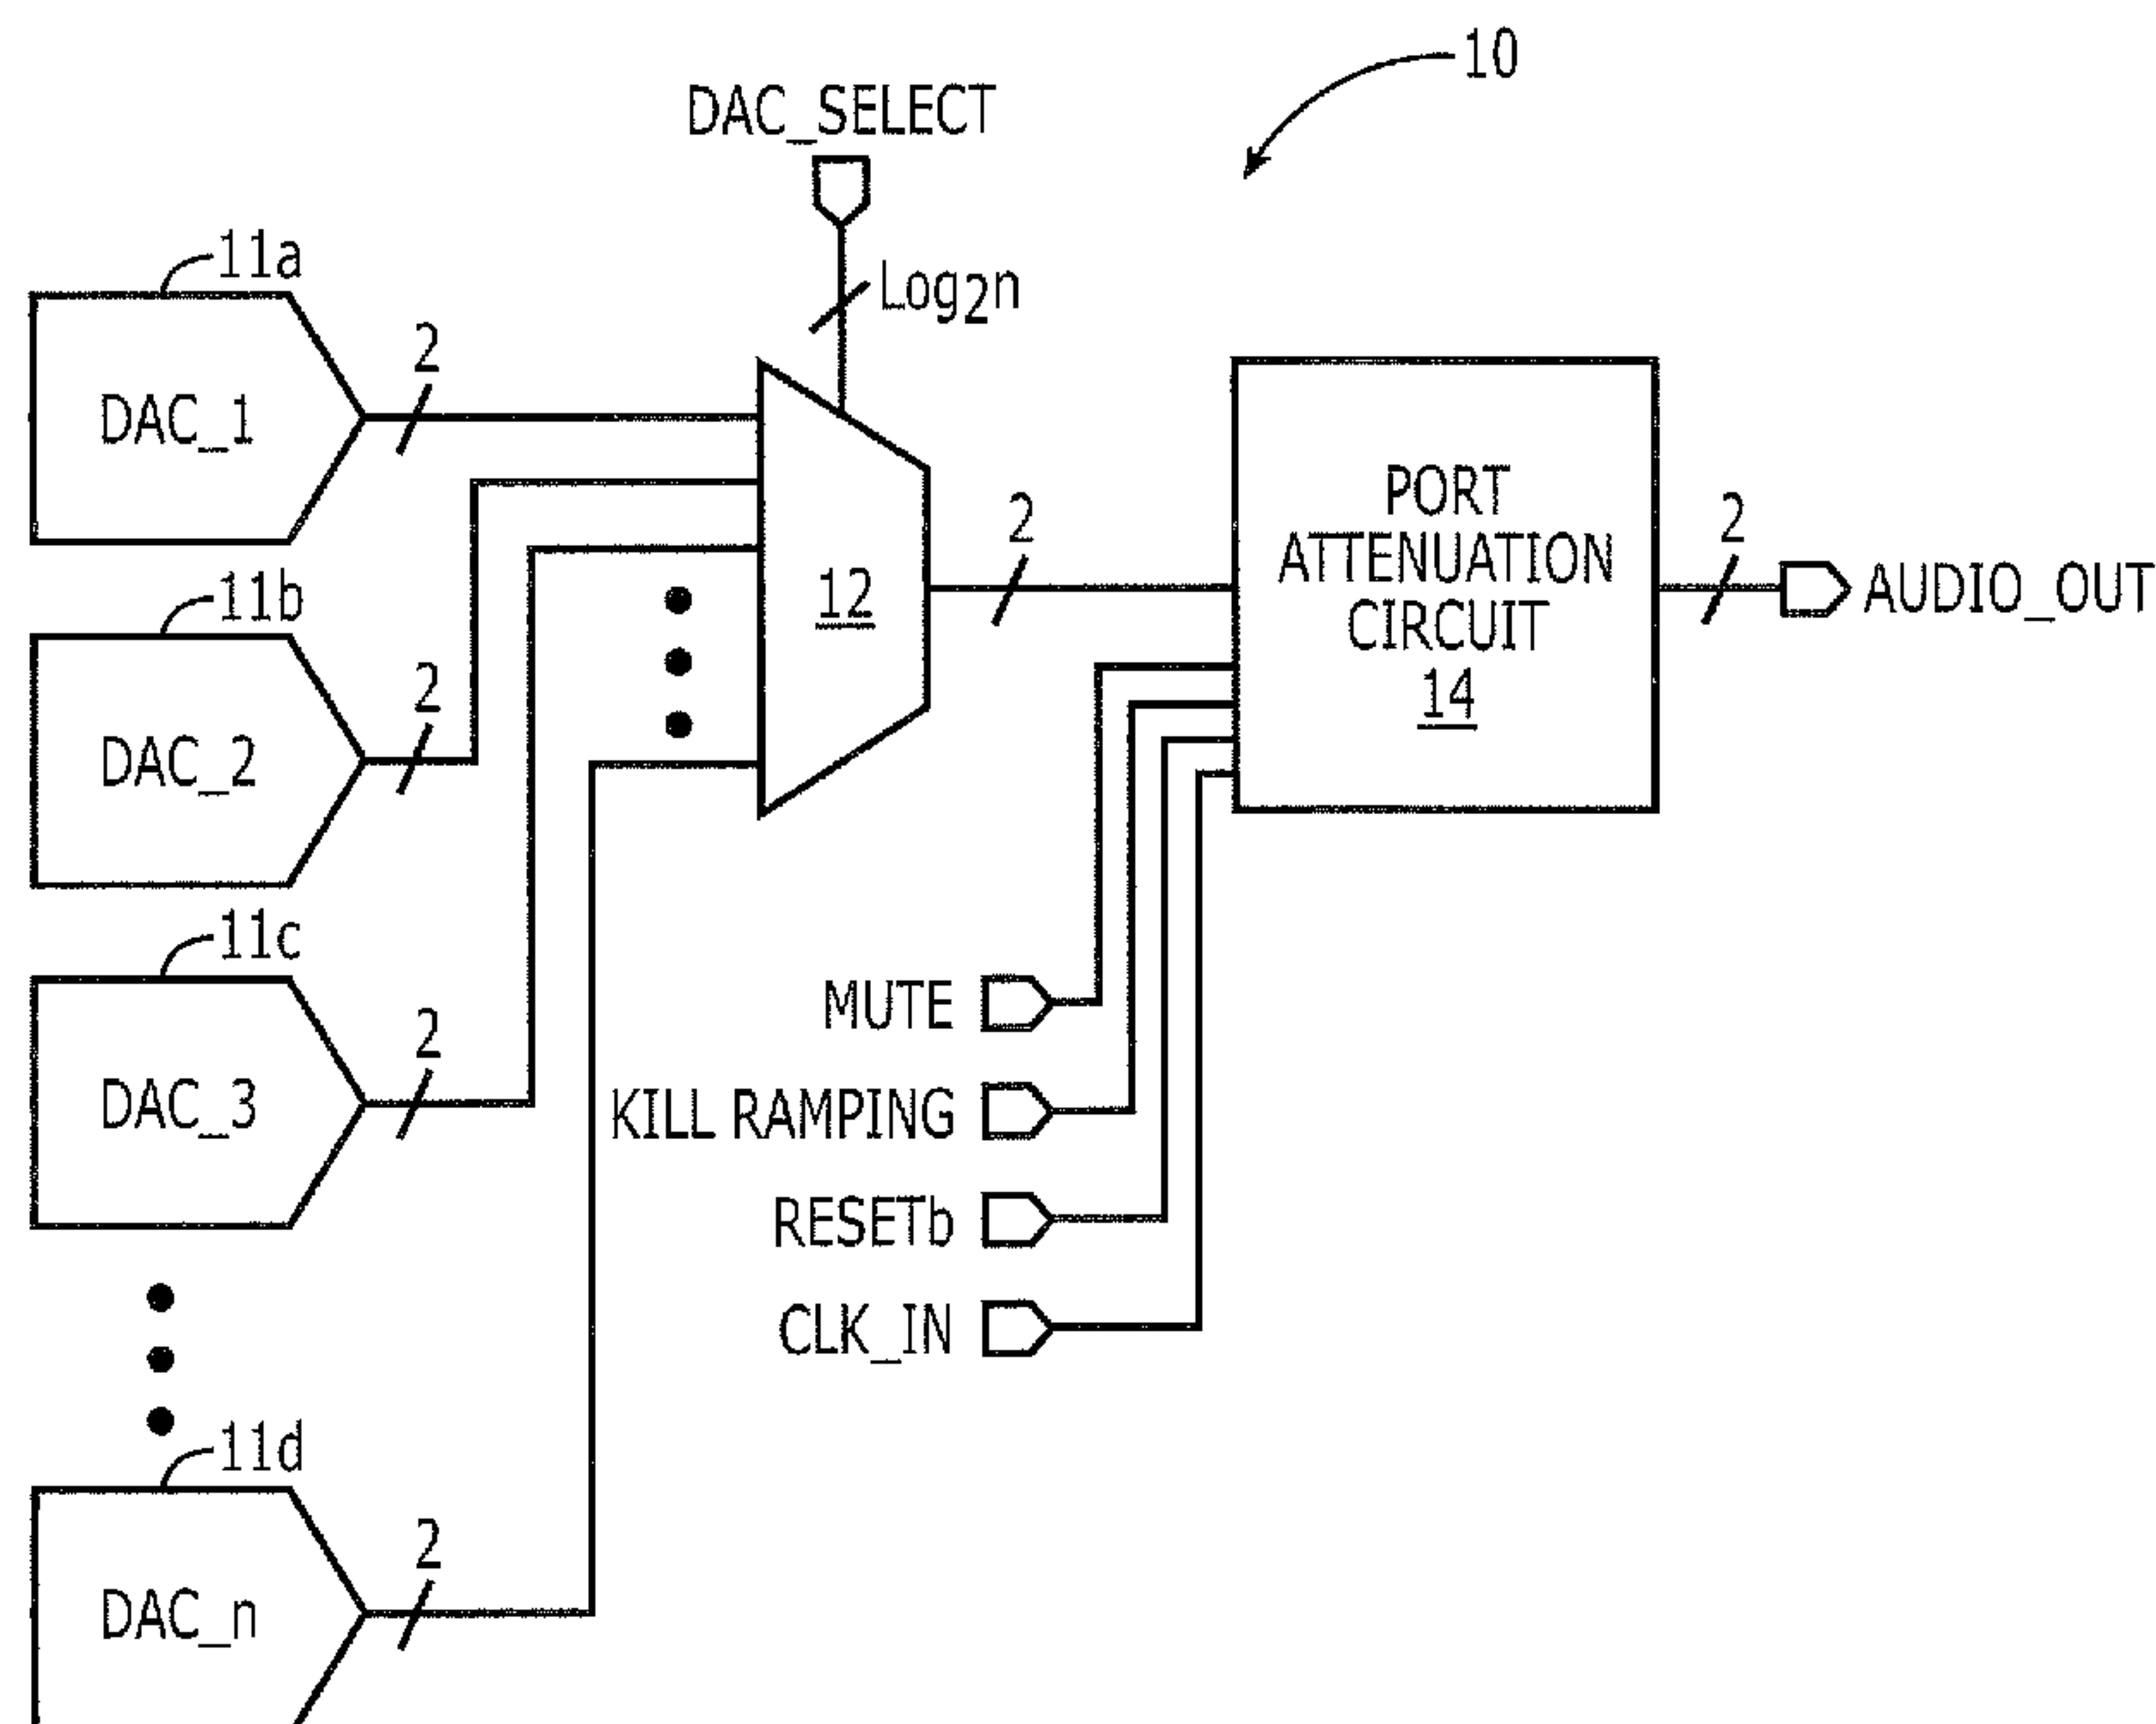 10
DAC_SELECT
Log2n
11a
DAC_1
2
11b
DAC_2
2
11c
DAC_3
2
11d
DAC_n
2
12
2
PORT
ATTENUATION
CIRCUIT
14
2
AUDIO_OUT
MUTE
KILL RAMPING
RESETb
CLK_IN